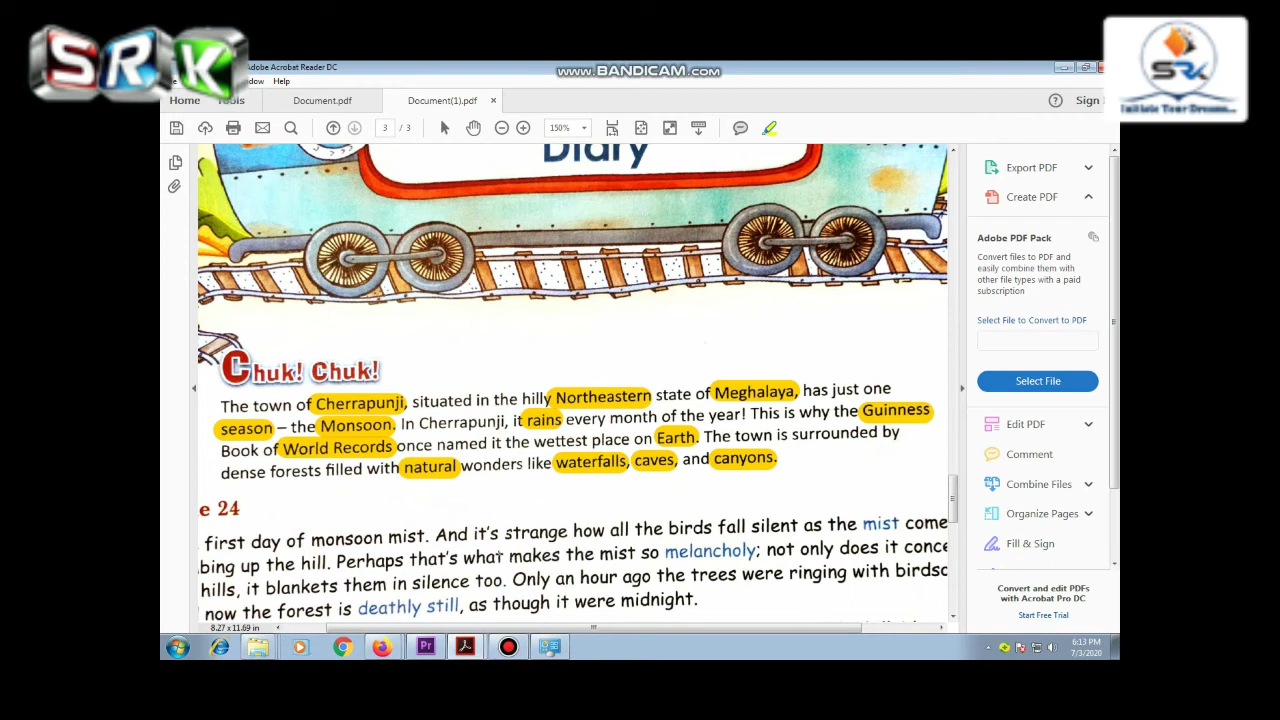 SRK
SRK
Initiate Your Dreams...
Adobe Acrobat Reader DC
www.BANDICAM.com
Help
Home
Tools
Document.pdf
Document(1).pdf
×
Sign
3 / 3
150%
Diary
Export PDF
Create PDF
Adobe PDF Pack
Convert files to PDF and
easily combine them with
other file types with a paid
subscription
Select File to Convert to PDF
Select File
Edit PDF
Comment
Combine Files
Organize Pages
Fill & Sign
Convert and edit PDFs
with Acrobat Pro DC
Start Free Trial
Chuk! Chuk!
The town of Cherrapunji, situated in the hilly Northeastern state of Meghalaya, has just one
season – the Monsoon. In Cherrapunji, it rains every month of the year! This is why the Guinness
Book of World Records once named it the wettest place on Earth. The town is surrounded by
dense forests filled with natural wonders like waterfalls, caves, and canyons.
e 24
first day of monsoon mist. And it's strange how all the birds fall silent as the mist come
bing up the hill. Perhaps that's what makes the mist so melancholy; not only does it conce
hills, it blankets them in silence too. Only an hour ago the trees were ringing with birdso
now the forest is deathly still, as though it were midnight.
8.27 x 11.69 in
Pr
6:13 PM
7/3/2020